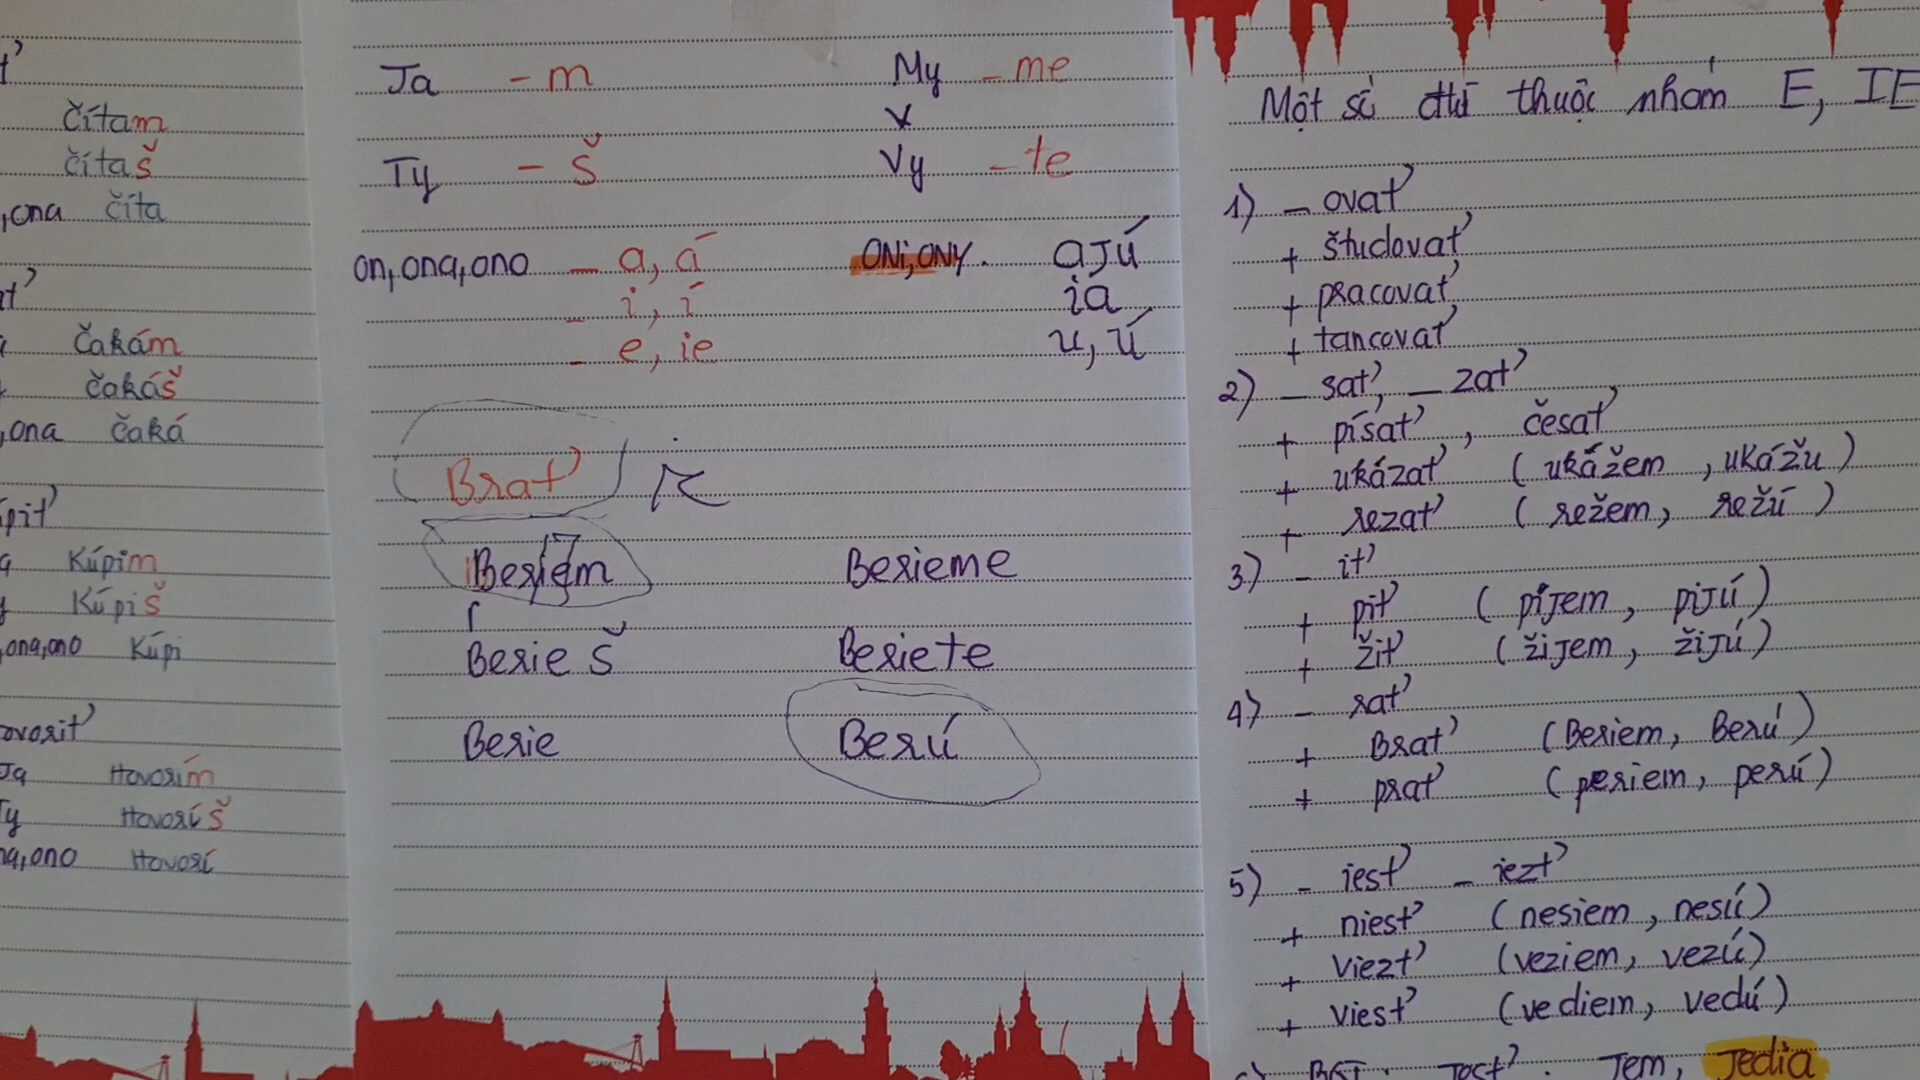 čítam
čítaš
ona číta
čakám
čakáš
ona čaká
Kúpim
Kúpiš
ona,ono Kúpi
Ja Hovorím
Hovoríš
ono Hovorí
Ja - m My - me
Ty - š Vy - te
on,ona,ono - a, á ONi,ONY. ajú
- i, í ia
- e, ie u, ú
Brať
Beriem Berieme
Berieš Beriete
Berie Berú
Một số đtừ thuộc nhóm E, IE
1) - ovať
+ študovať
+ pracovať
+ tancovať
2) - sať, - zať
+ písať , česať
+ ukázať ( ukážem , ukážu )
+ rezať ( režem, režú )
3) - iť
+ piť ( pijem, pijú )
+ žiť ( žijem, žijú )
4) - rať
+ Brať (Beriem, Berú )
+ prať ( periem, perú )
5) - iesť - iezť
+ niesť ( nesiem , nesú )
+ viezť (veziem, vezú)
+ viesť (vediem, vedú )
Jem, Jedia